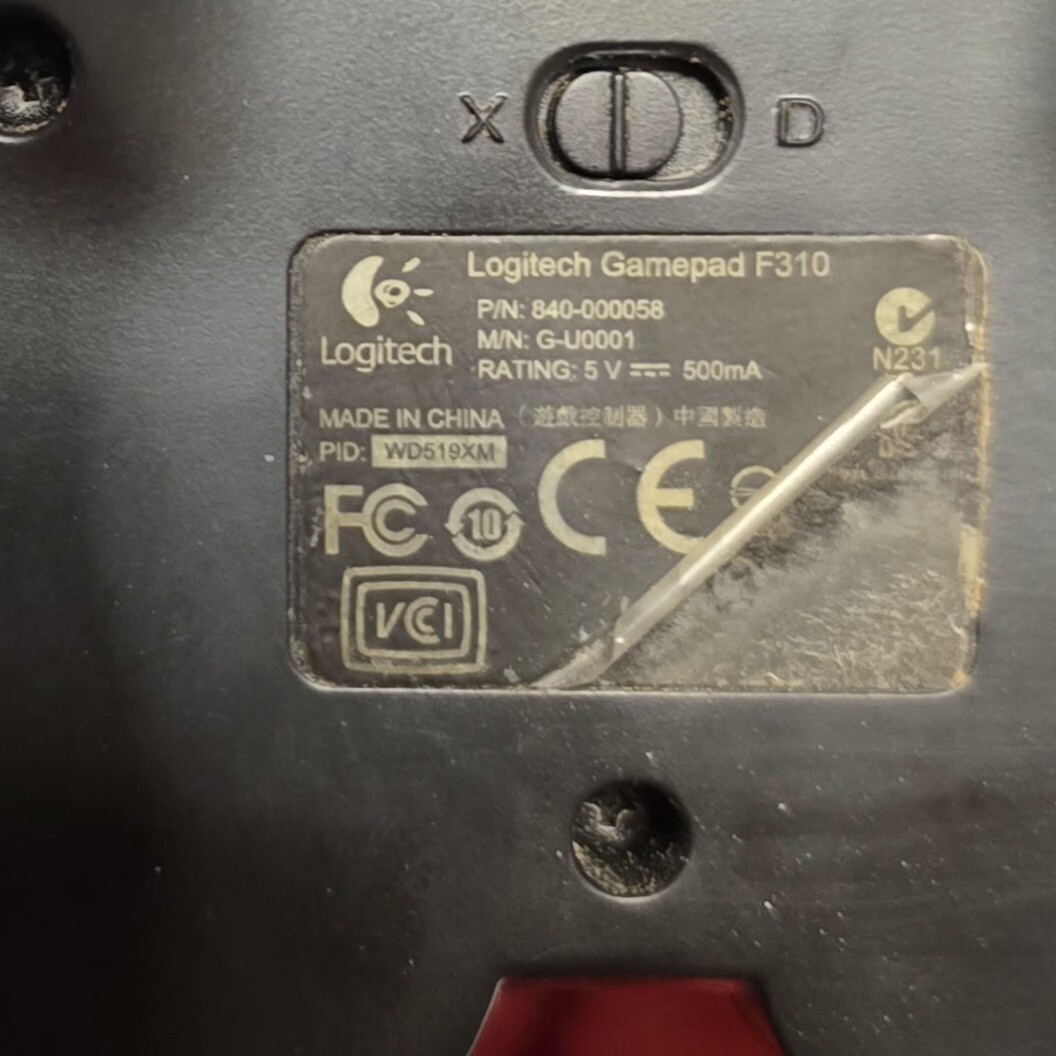 X D
Logitech Gamepad F310
P/N: 840-000058
M/N: G-U0001
RATING: 5 V ⎓ 500mA
Logitech
N231
MADE IN CHINA (遊戲控制器) 中國製造
PID: WD519XM
FC 10 CE
VCCI